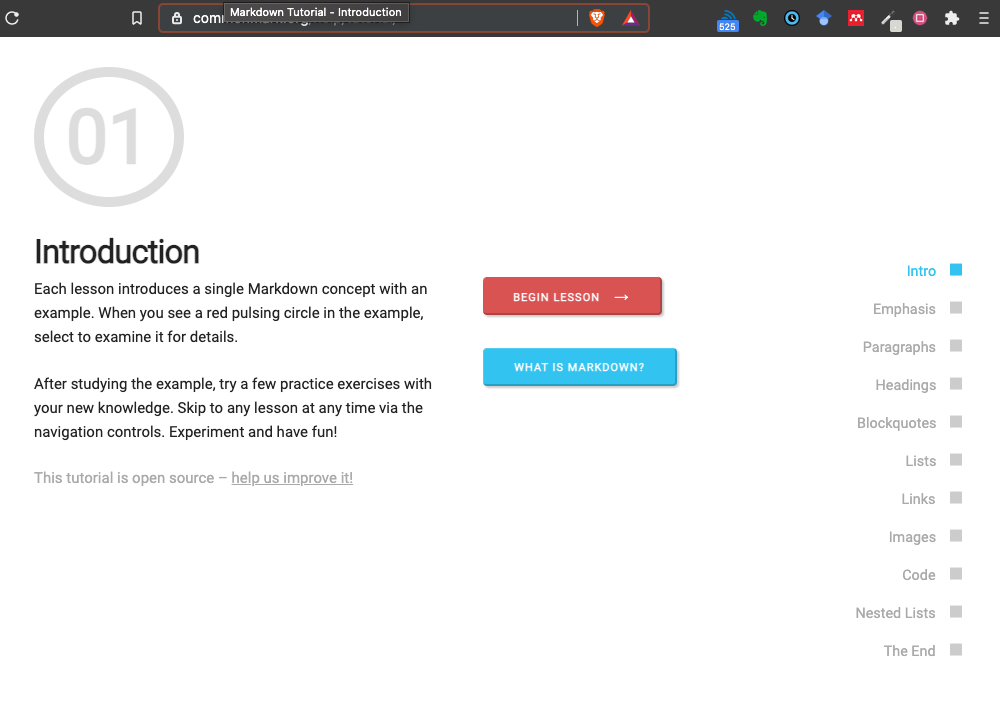 Markdown Tutorial - Introduction
525
01
Introduction
Each lesson introduces a single Markdown concept with an
example. When you see a red pulsing circle in the example,
select to examine it for details.
After studying the example, try a few practice exercises with
your new knowledge. Skip to any lesson at any time via the
navigation controls. Experiment and have fun!
This tutorial is open source – help us improve it!
BEGIN LESSON →
WHAT IS MARKDOWN?
Intro
Emphasis
Paragraphs
Headings
Blockquotes
Lists
Links
Images
Code
Nested Lists
The End